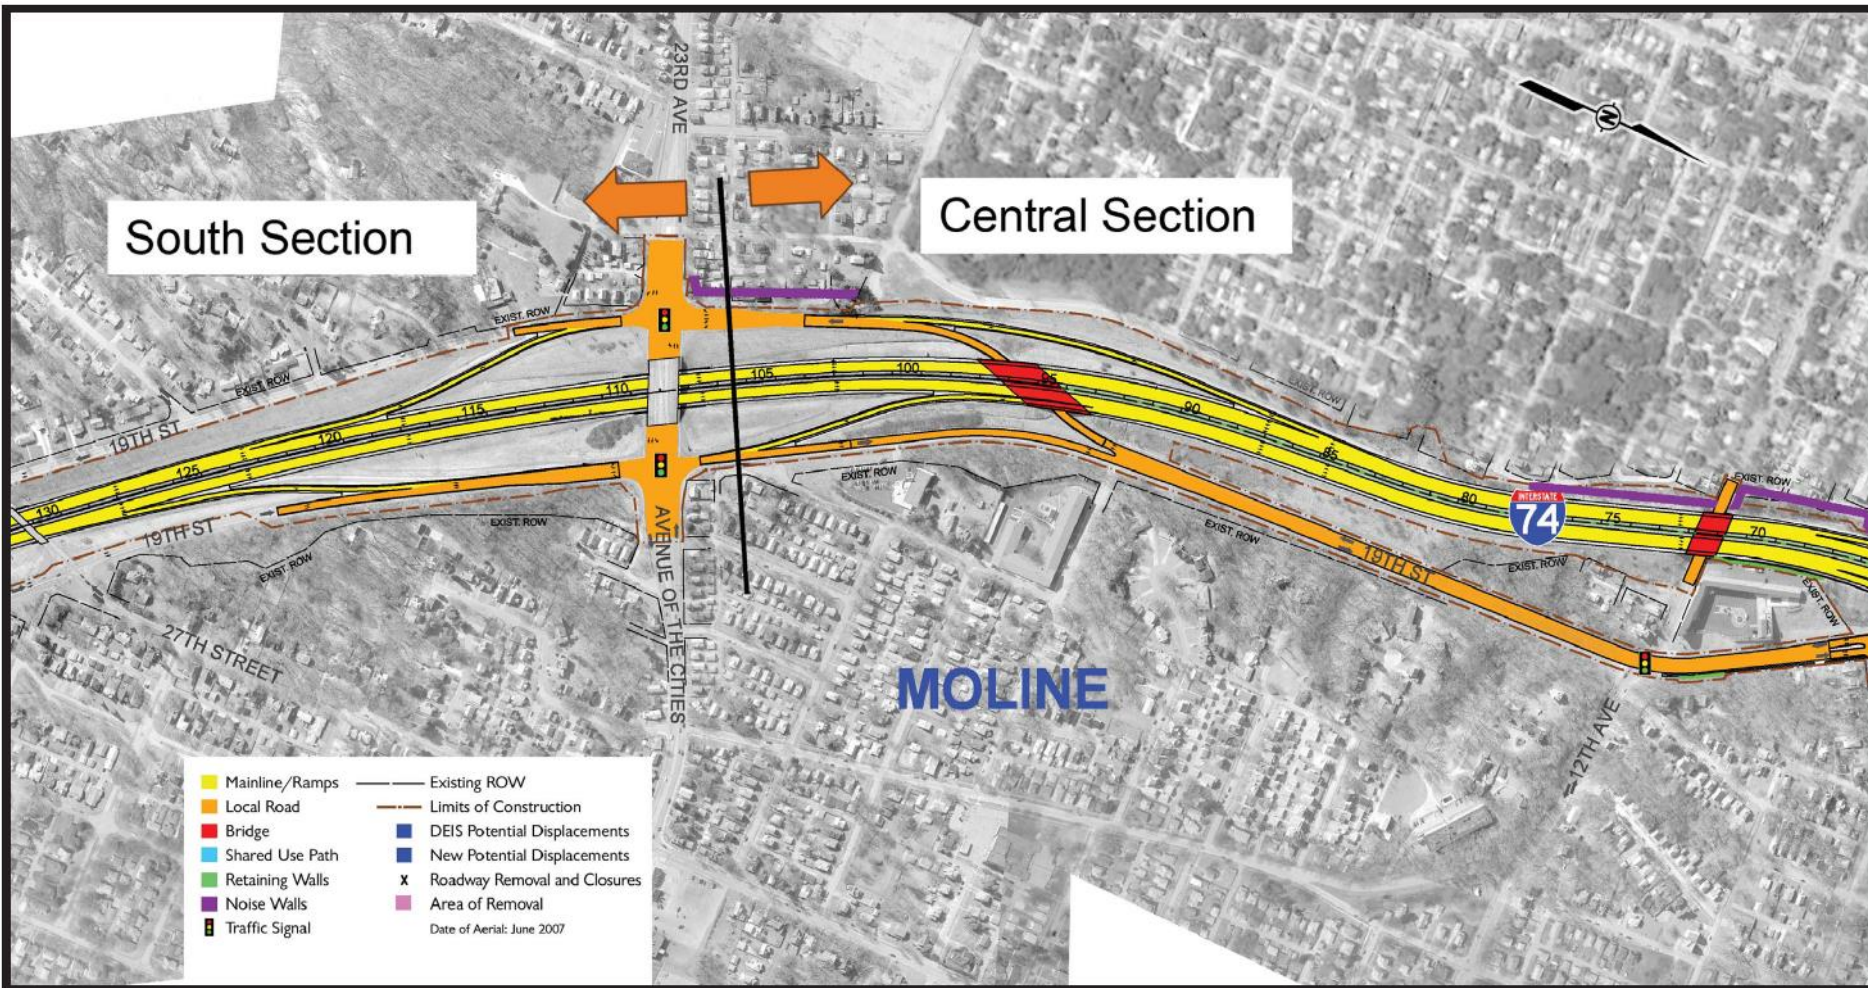 23RD AVE
N
South Section
Central Section
EXIST. ROW
EXIST. ROW
EXIST. ROW
EXIST. ROW
19TH ST
130
125
120
115
110
105
100
95
90
85
80
75
70
INTERSTATE
74
19TH ST
EXIST. ROW
EXIST. ROW
EXIST. ROW
EXIST. ROW
19TH ST
EXIST. ROW
EXIST. ROW
27TH STREET
AVENUE OF THE CITIES
MOLINE
12TH AVE
Mainline/Ramps
Local Road
Bridge
Shared Use Path
Retaining Walls
Noise Walls
Traffic Signal
Existing ROW
Limits of Construction
DEIS Potential Displacements
New Potential Displacements
X Roadway Removal and Closures
Area of Removal
Date of Aerial: June 2007